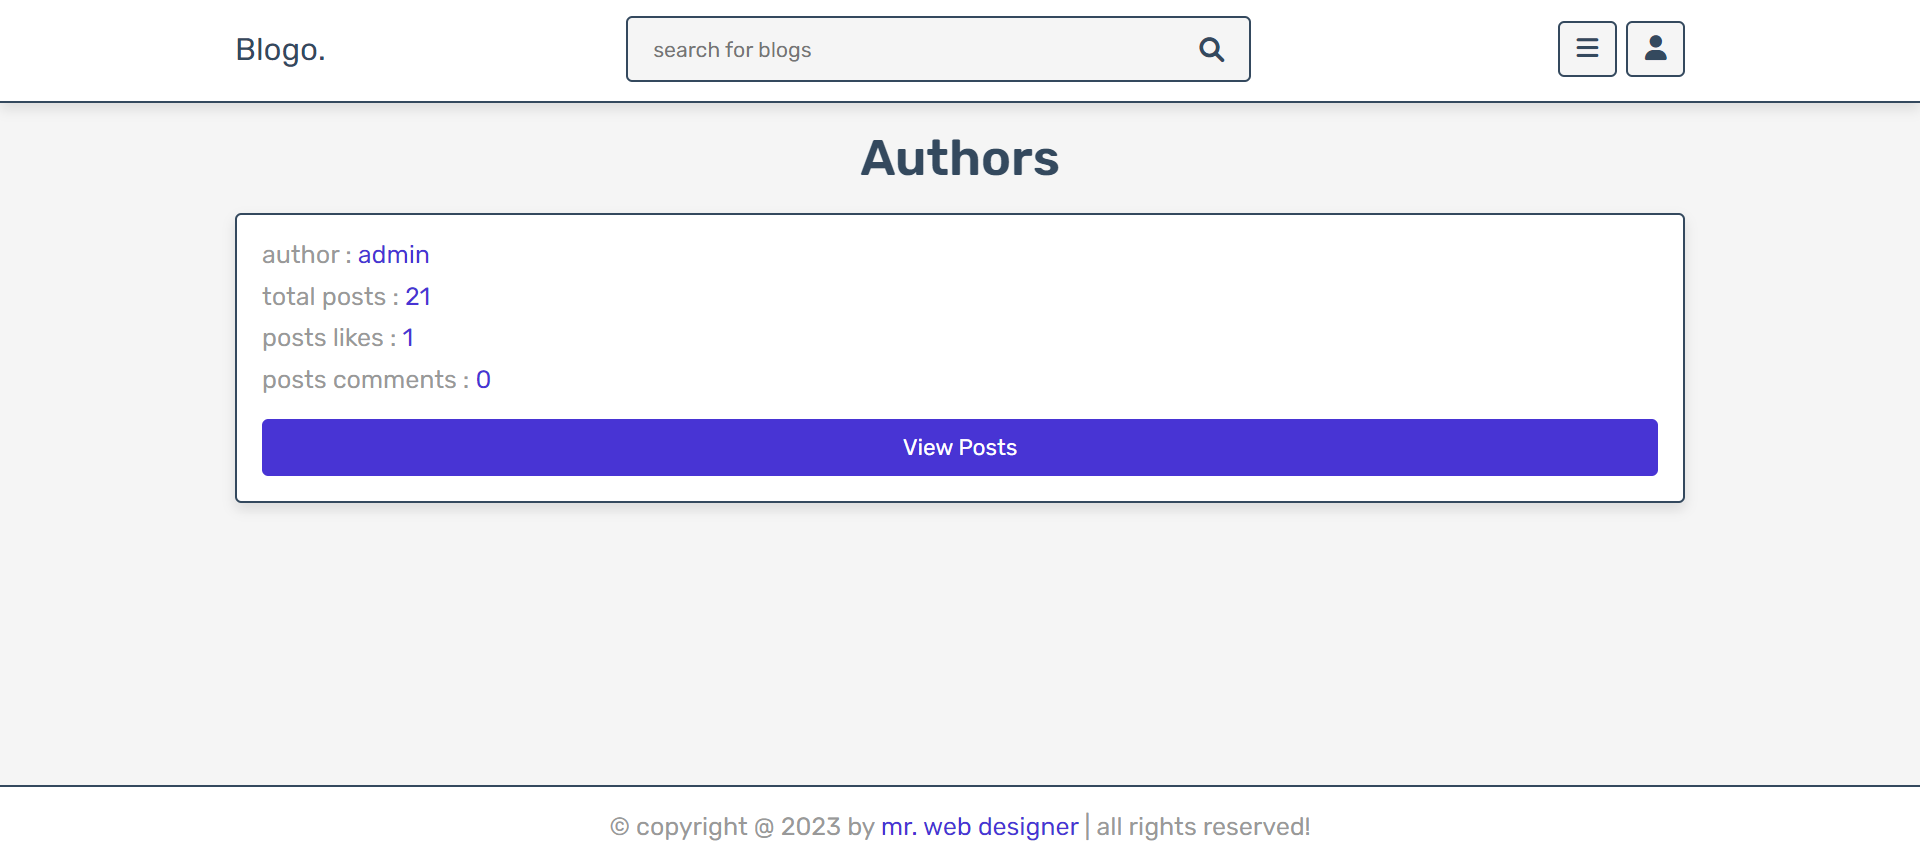 Blogo.
search for blogs
Authors
author : admin
total posts : 21
posts likes : 1
posts comments : 0
View Posts
© copyright @ 2023 by mr. web designer | all rights reserved!